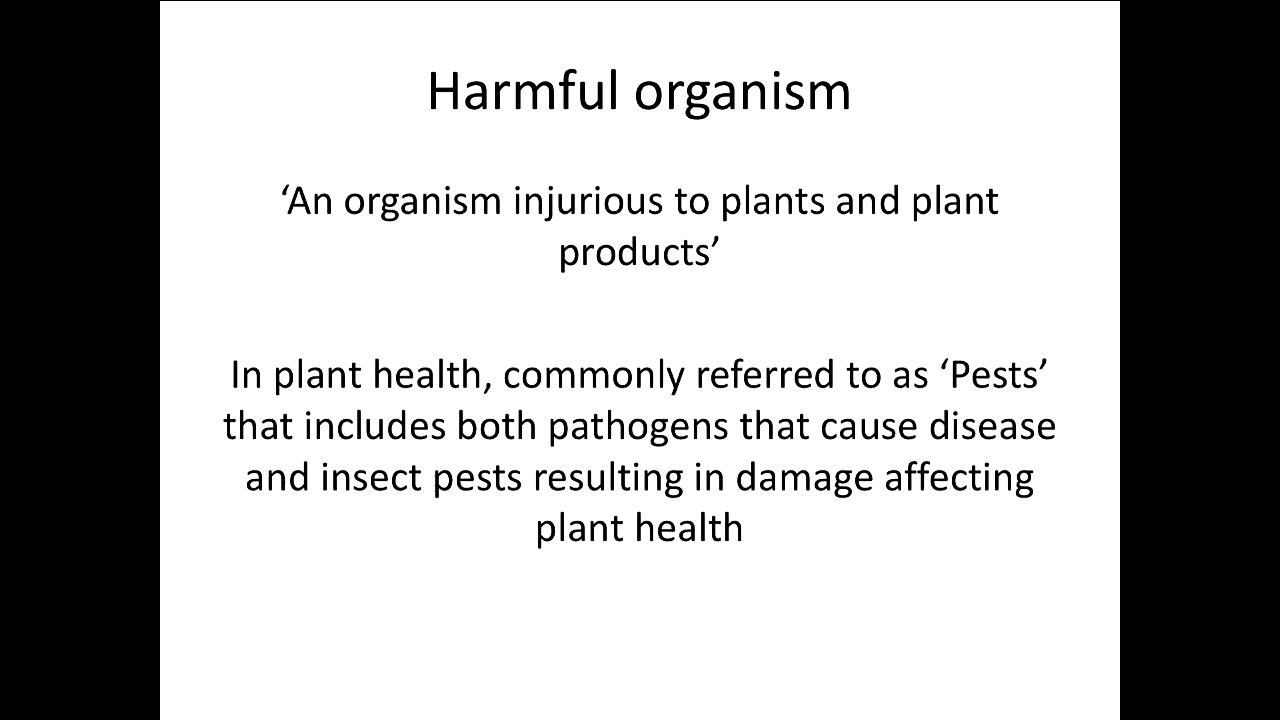 Harmful organism
‘An organism injurious to plants and plant
products’
In plant health, commonly referred to as ‘Pests’
that includes both pathogens that cause disease
and insect pests resulting in damage affecting
plant health